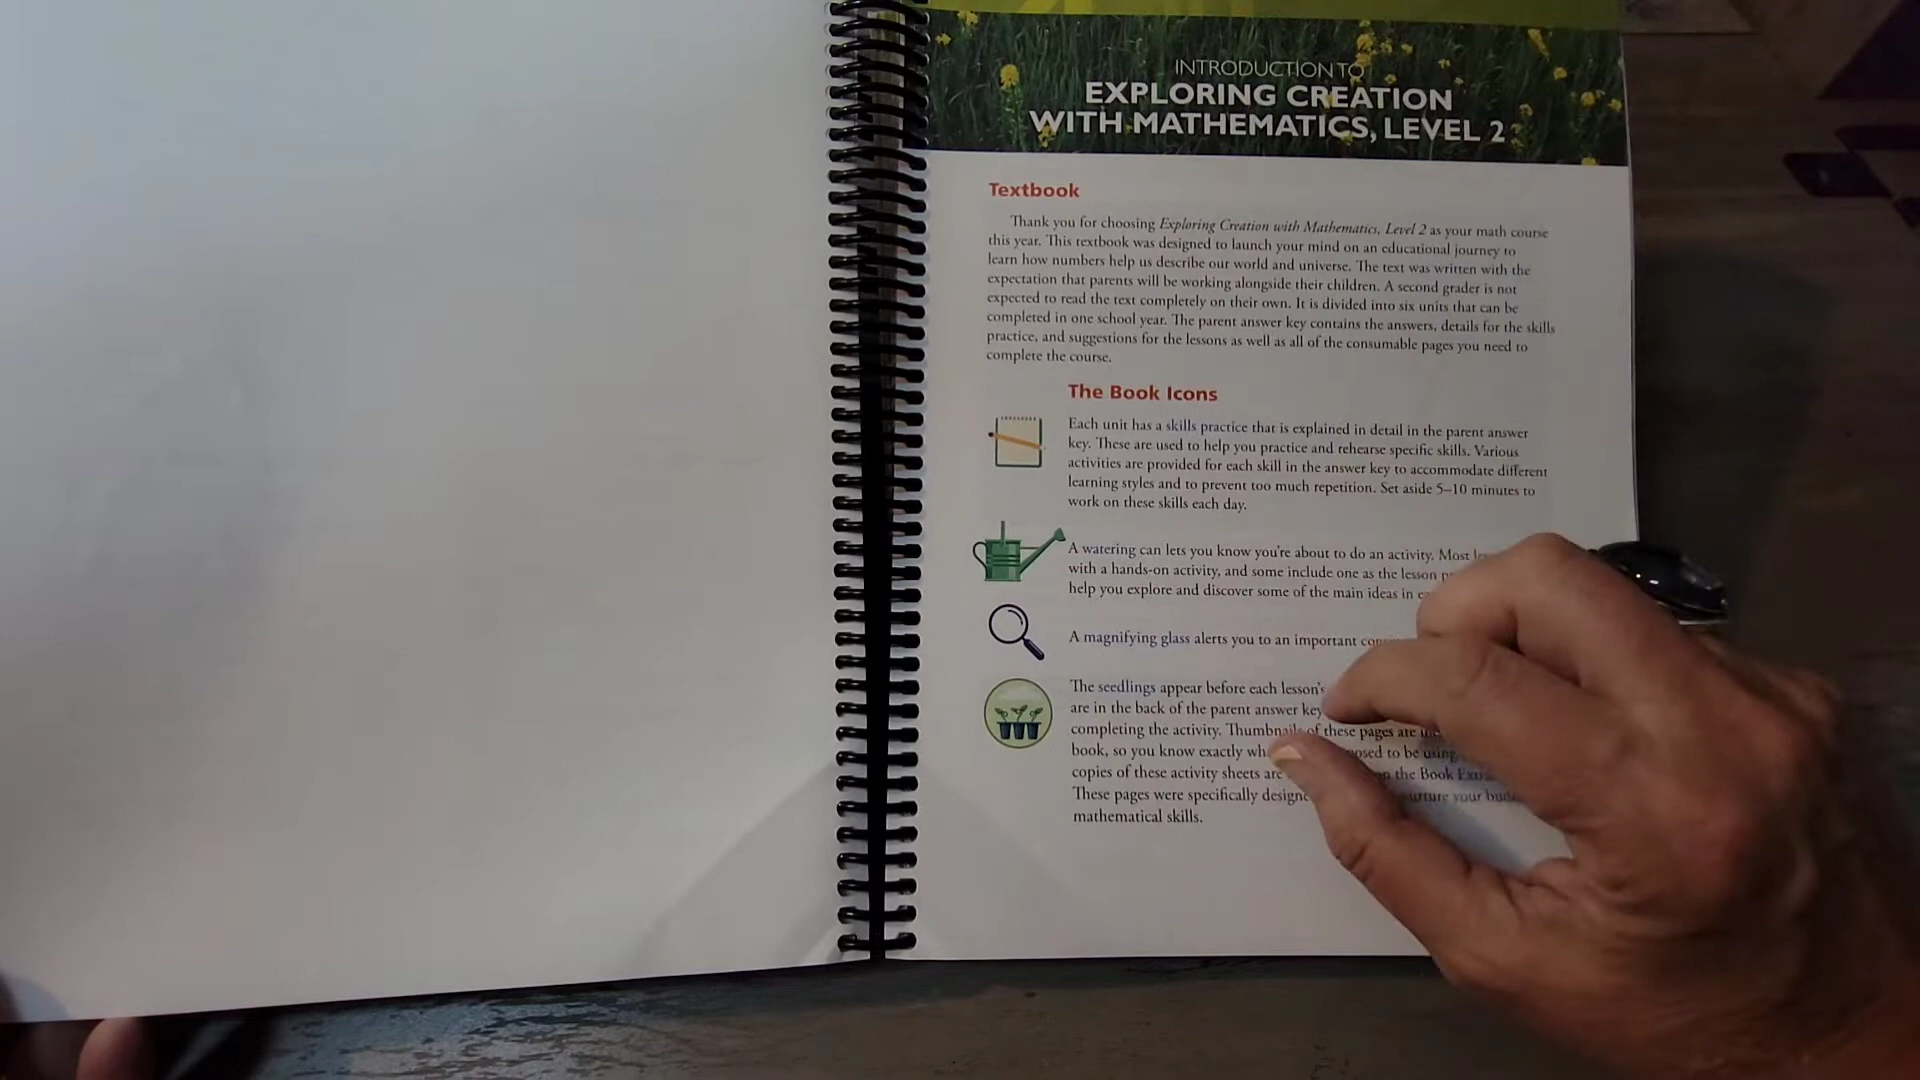 INTRODUCTION TO
EXPLORING CREATION
WITH MATHEMATICS, LEVEL 2
Textbook
Thank you for choosing Exploring Creation with Mathematics, Level 2 as your math course
this year. This textbook was designed to launch your mind on an educational journey to
learn how numbers help us describe our world and universe. The text was written with the
expectation that parents will be working alongside their children. A second grader is not
expected to read the text completely on their own. It is divided into six units that can be
completed in one school year. The parent answer key contains the answers, details for the skills
practice, and suggestions for the lessons as well as all of the consumable pages you need to
complete the course.
The Book Icons
Each unit has a skills practice that is explained in detail in the parent answer
key. These are used to help you practice and rehearse specific skills. Various
activities are provided for each skill in the answer key to accommodate different
learning styles and to prevent too much repetition. Set aside 5–10 minutes to
work on these skills each day.
A watering can lets you know you're about to do an activity. Most
with a hands-on activity, and some include one as the lesson
help you explore and discover some of the main ideas in
A magnifying glass alerts you to an important
The seedlings appear before each lesson's
are in the back of the parent answer key
completing the activity. Thumbnails of these pages are
book, so you know exactly posed to be using
copies of these activity sheets are the Book
These pages were specifically your
mathematical skills.